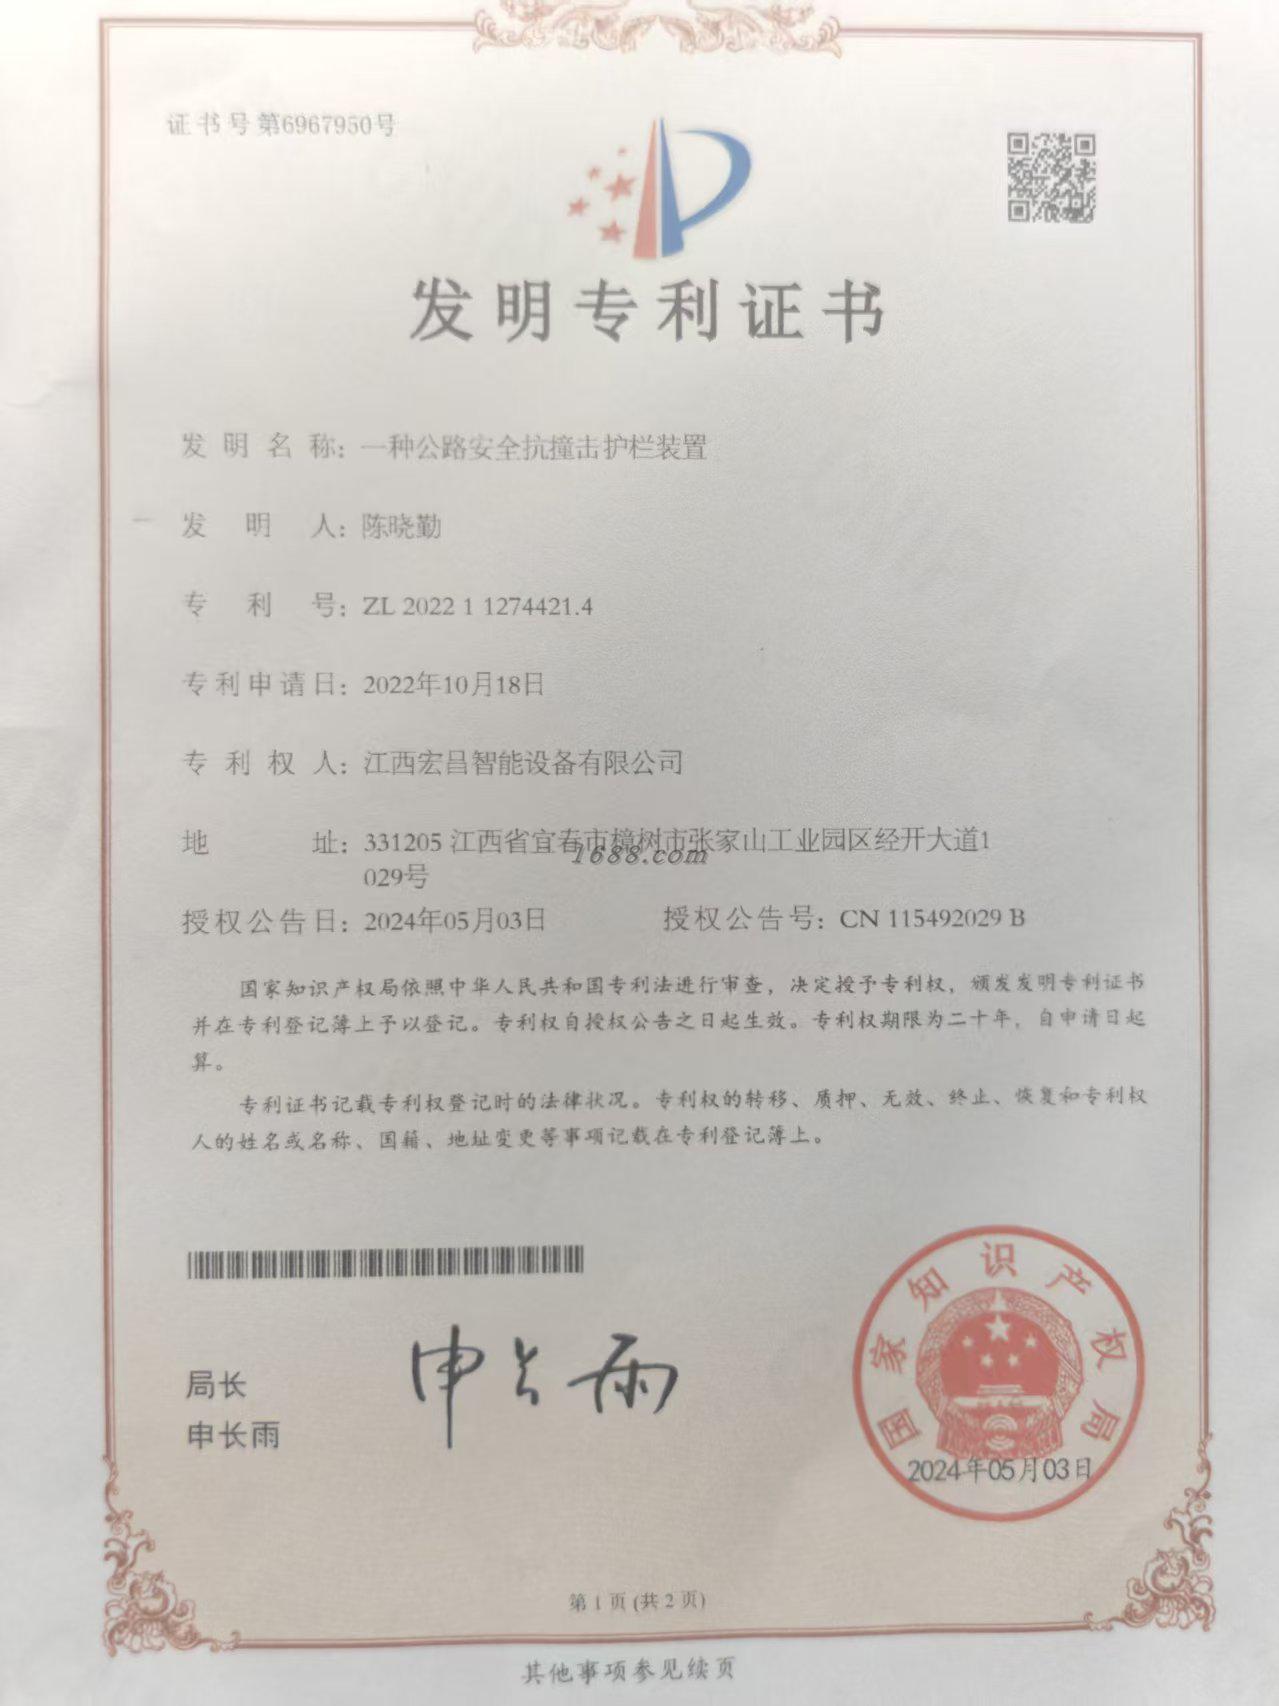 证书号第6967950号
发明专利证书
发明名称：一种公路安全抗撞击护栏装置
发明人：陈晓勤
专利号：ZL 2022 1 1274421.4
专利申请日：2022年10月18日
专利权人：江西宏吕智能设备有限公司
地址：331205 江西省宜春市樟树市张家山工业园区经开大道1
1688.com
029号
授权公告日：2024年05月03日 授权公告号：CN 115492029 B
国家知识产权局依照中华人民共和国专利法进行审查，决定授予专利权，颁发发明专利证书
并在专利登记簿上予以登记。专利权自授权公告之日起生效。专利权期限为二十年，自申请日起
算。
专利证书记载专利权登记时的法律状况。专利权的转移、质押、无效、终止、恢复和专利权
人的姓名或名称、国籍、地址变更等事项记载在专利登记簿上。
局长
申长雨
申长雨
国家知识产权局
2024年05月03日
第 1 页 (共 2 页)
其他事项参见续页